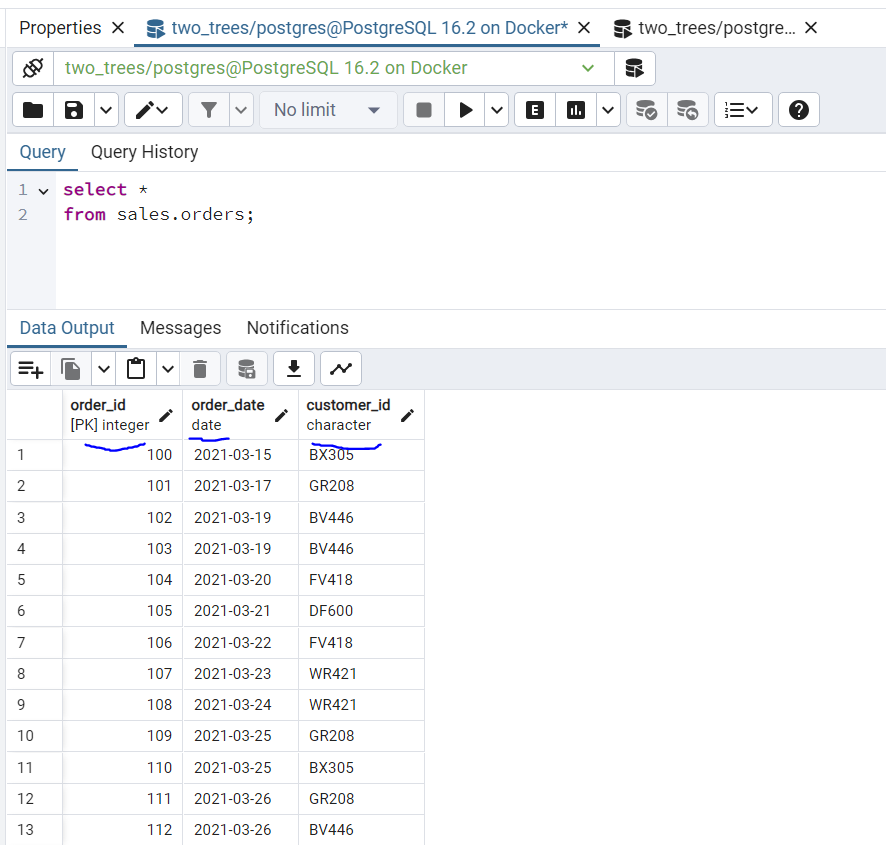 Properties two_trees/postgres@PostgreSQL 16.2 on Docker* two_trees/postgre...
two_trees/postgres@PostgreSQL 16.2 on Docker
No limit E
Query Query History
1 select *
2 from sales.orders;
Data Output Messages Notifications
order_id order_date customer_id
[PK] integer date character
1 100 2021-03-15 BX305
2 101 2021-03-17 GR208
3 102 2021-03-19 BV446
4 103 2021-03-19 BV446
5 104 2021-03-20 FV418
6 105 2021-03-21 DF600
7 106 2021-03-22 FV418
8 107 2021-03-23 WR421
9 108 2021-03-24 WR421
10 109 2021-03-25 GR208
11 110 2021-03-25 BX305
12 111 2021-03-26 GR208
13 112 2021-03-26 BV446